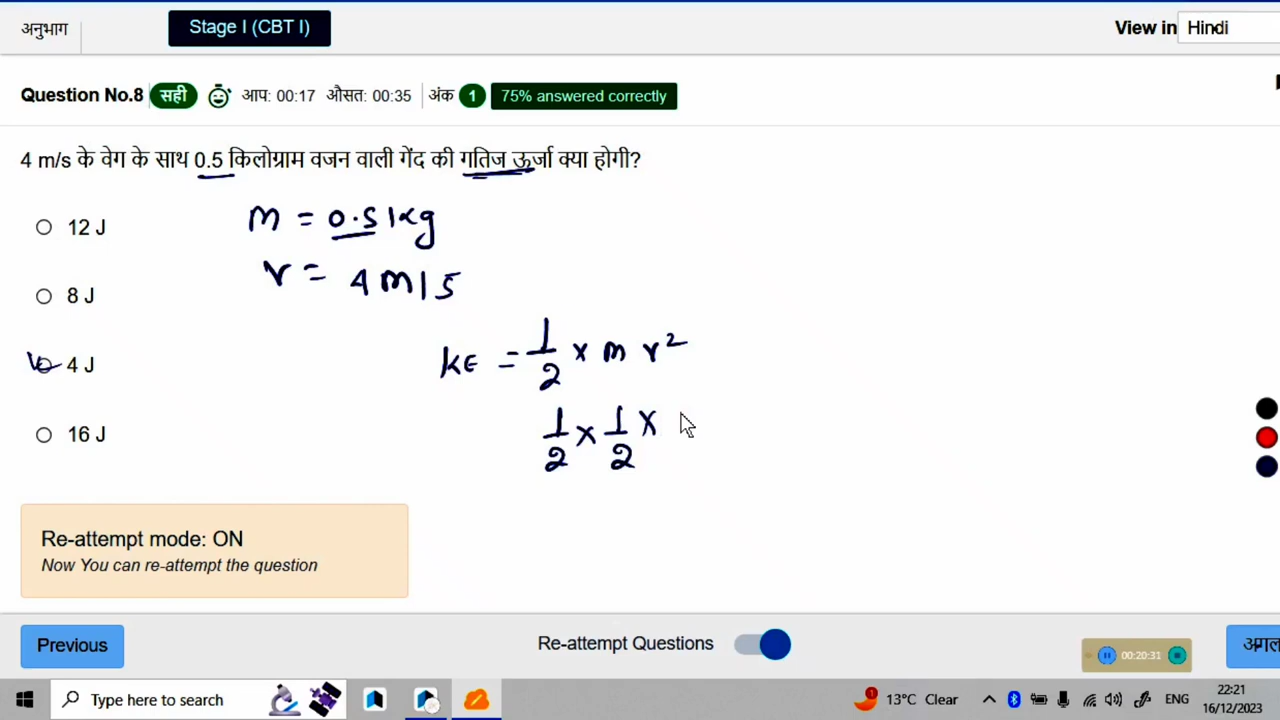 अनुभाग
Stage I (CBT I)
View in Hindi
Question No.8 सही आप: 00:17 औसत: 00:35 अंक 1 75% answered correctly
4 m/s के वेग के साथ 0.5 किलोग्राम वजन वाली गेंद की गतिज ऊर्जा क्या होगी?
12 J
8 J
4 J
16 J
m = 0.5 kg
v = 4 m/s
KE = 1/2 × m v²
1/2 × 1/2 ×
Re-attempt mode: ON
Now You can re-attempt the question
Previous
Re-attempt Questions
00:20:31
Type here to search
1
13°C Clear
ENG
22:21
16/12/2023